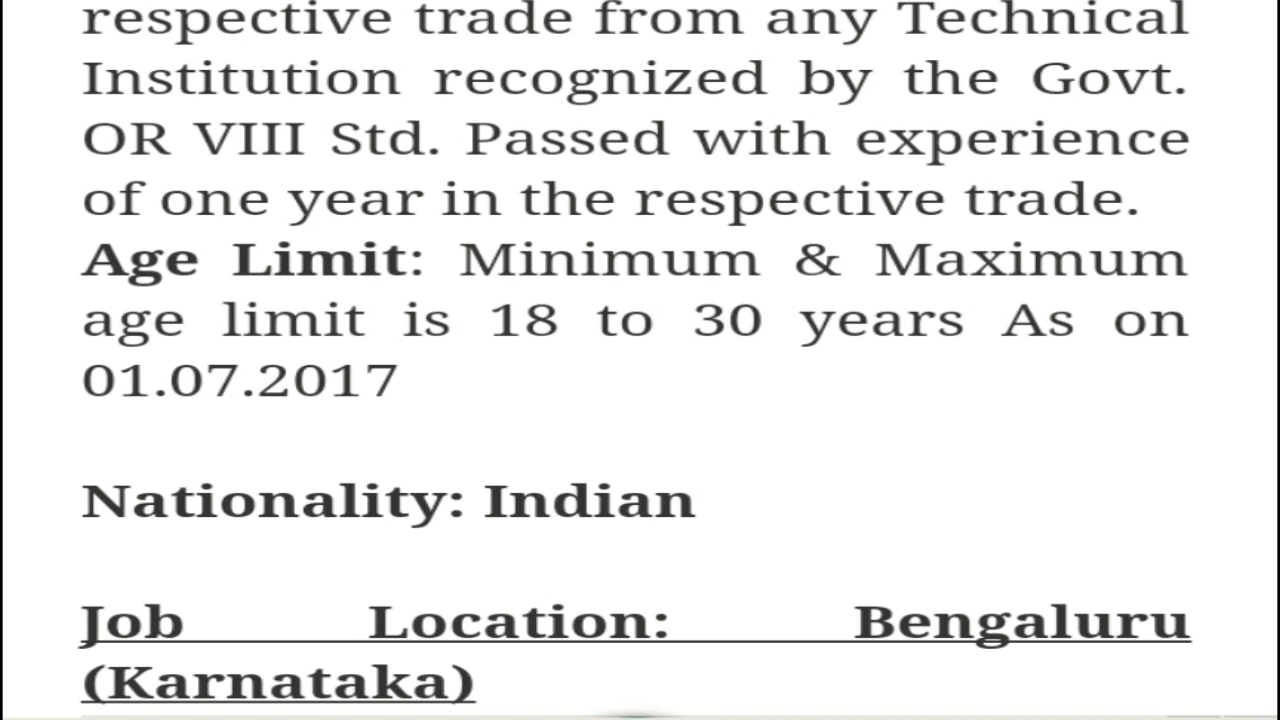 respective trade from any Technical
Institution recognized by the Govt.
OR VIII Std. Passed with experience
of one year in the respective trade.
Age Limit: Minimum & Maximum
age limit is 18 to 30 years As on
01.07.2017
Nationality: Indian
Job Location: Bengaluru
(Karnataka)